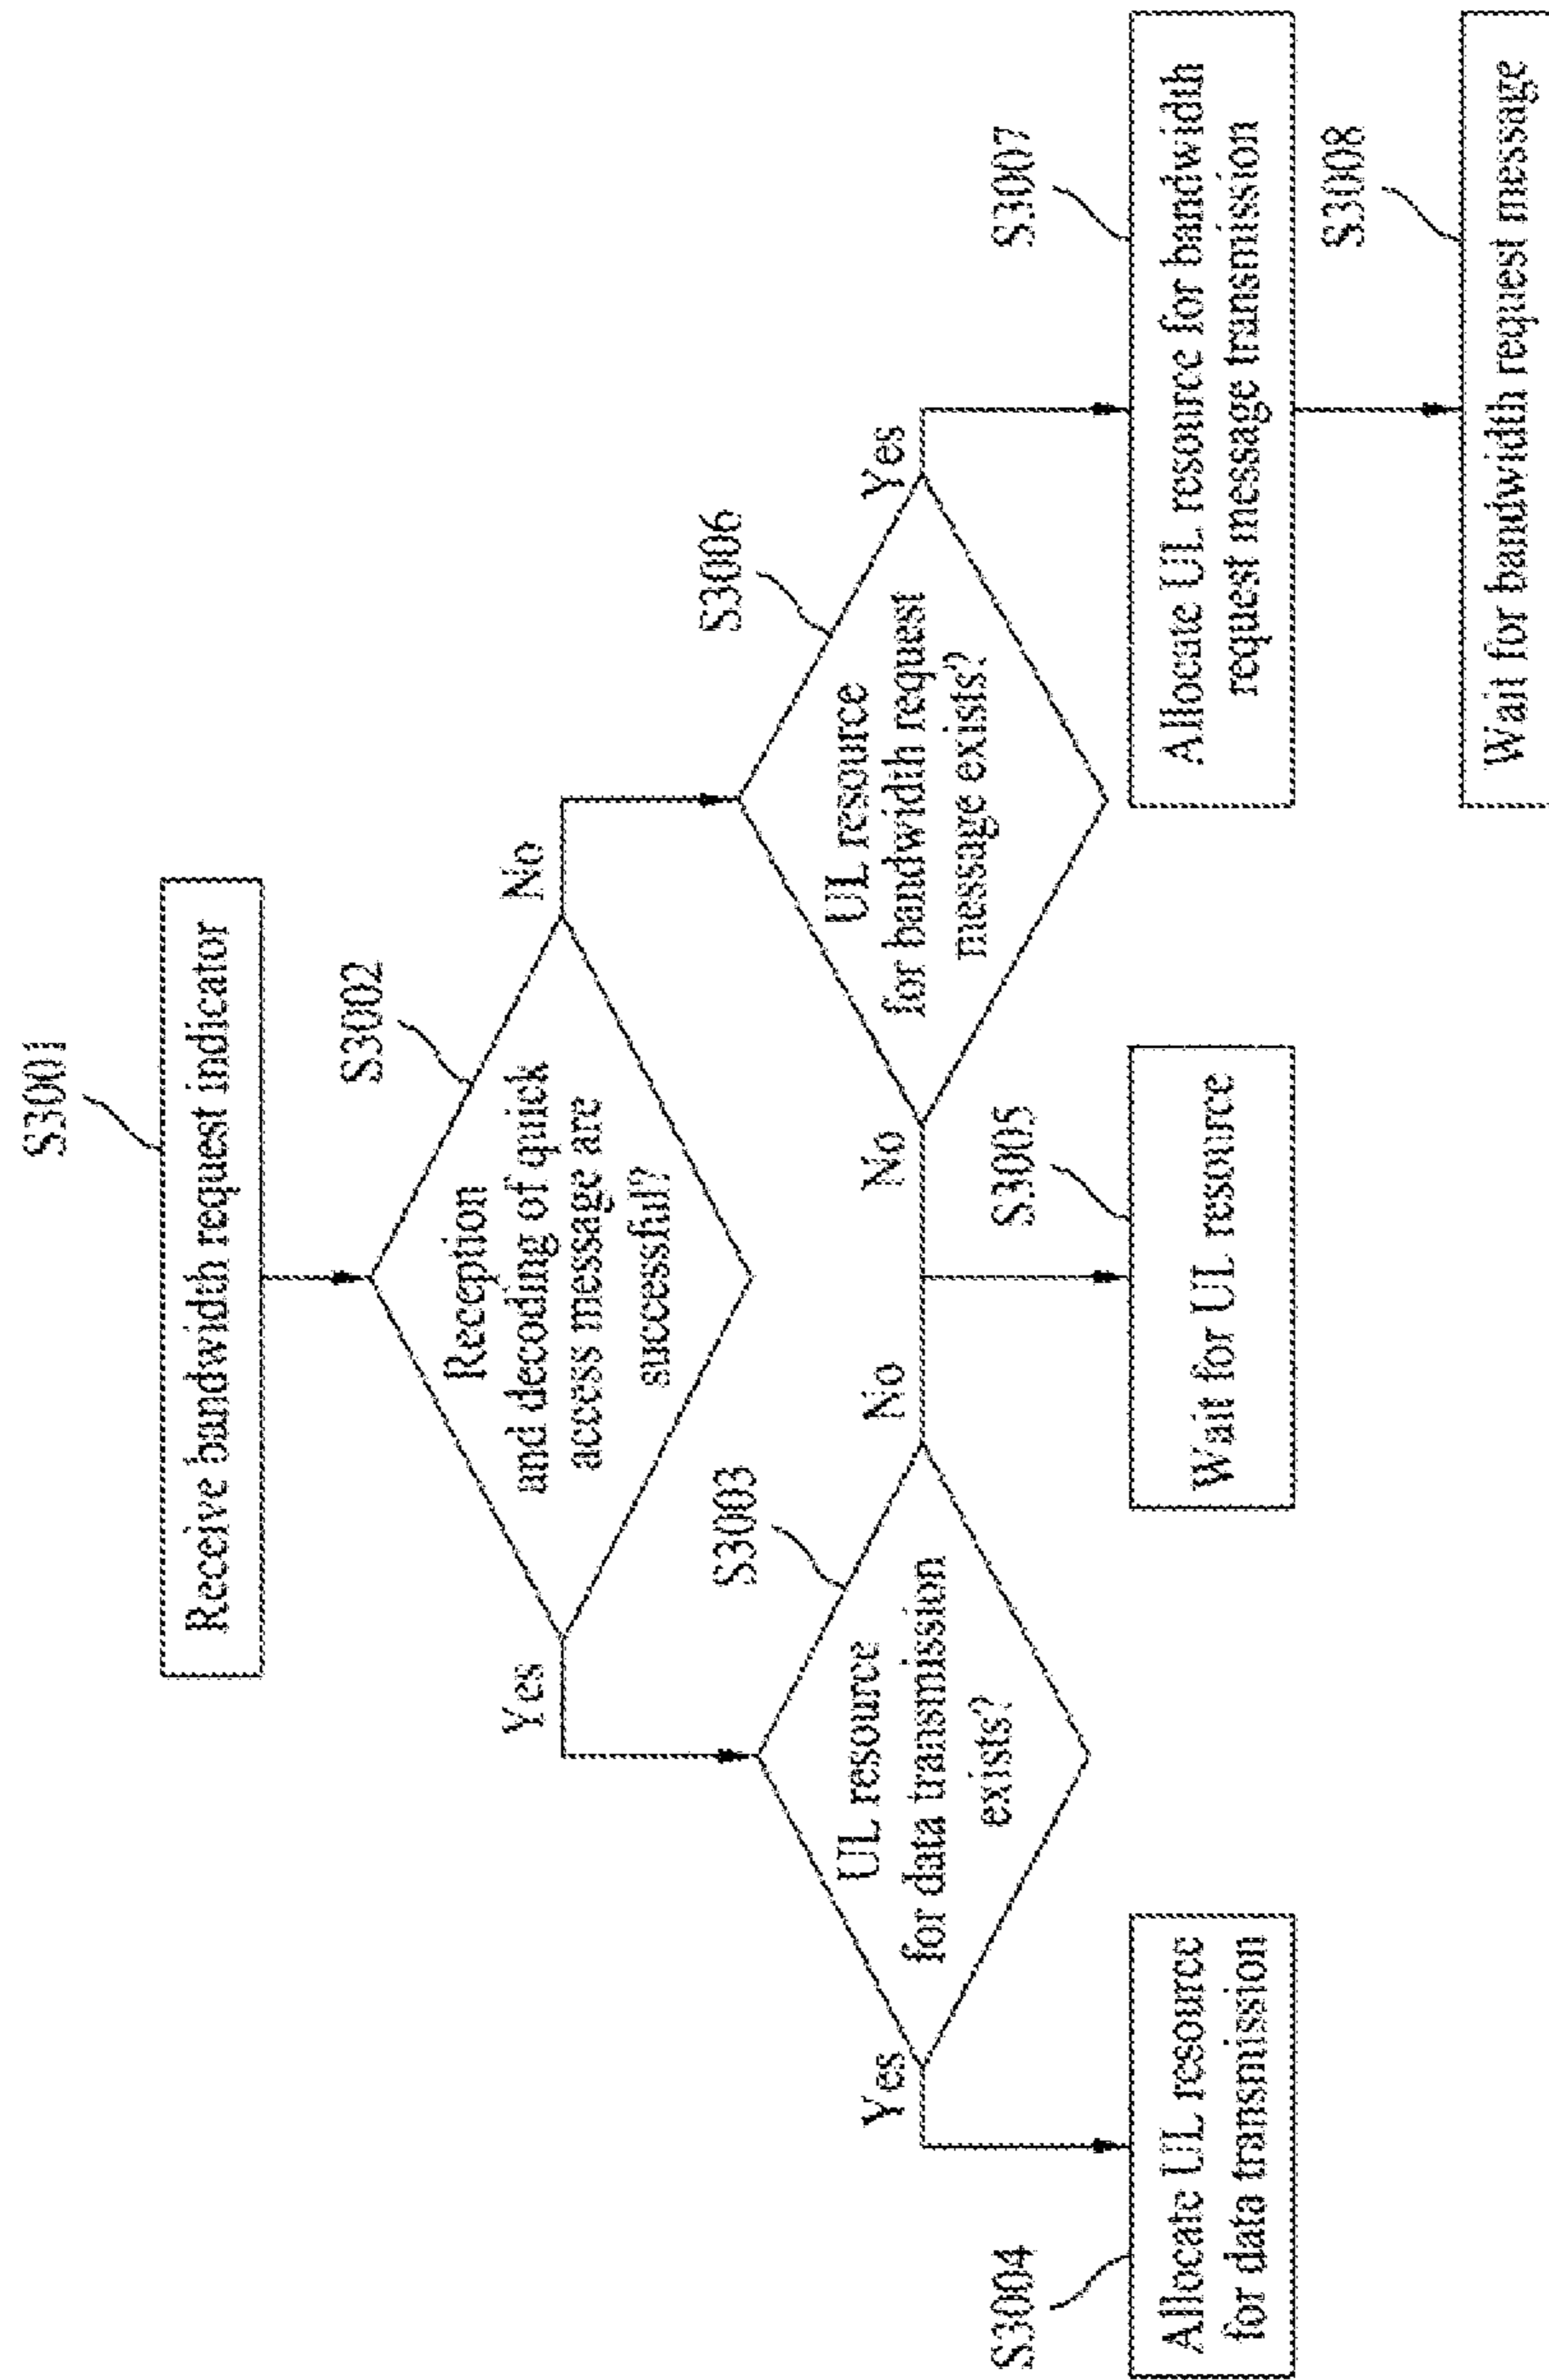 S3001
Receive bandwidth request indicator
S3002
Reception
and decoding of quick
access message are
successful?
Yes
No
S3003
UL resource
for data transmission
exists?
Yes
No
S3006
UL resource
for bandwidth request
message exists?
No
Yes
S3004
Allocate UL resource
for data transmission
S3005
Wait for UL resource
S3007
Allocate UL resource for bandwidth
request message transmission
S3008
Wait for bandwidth request message